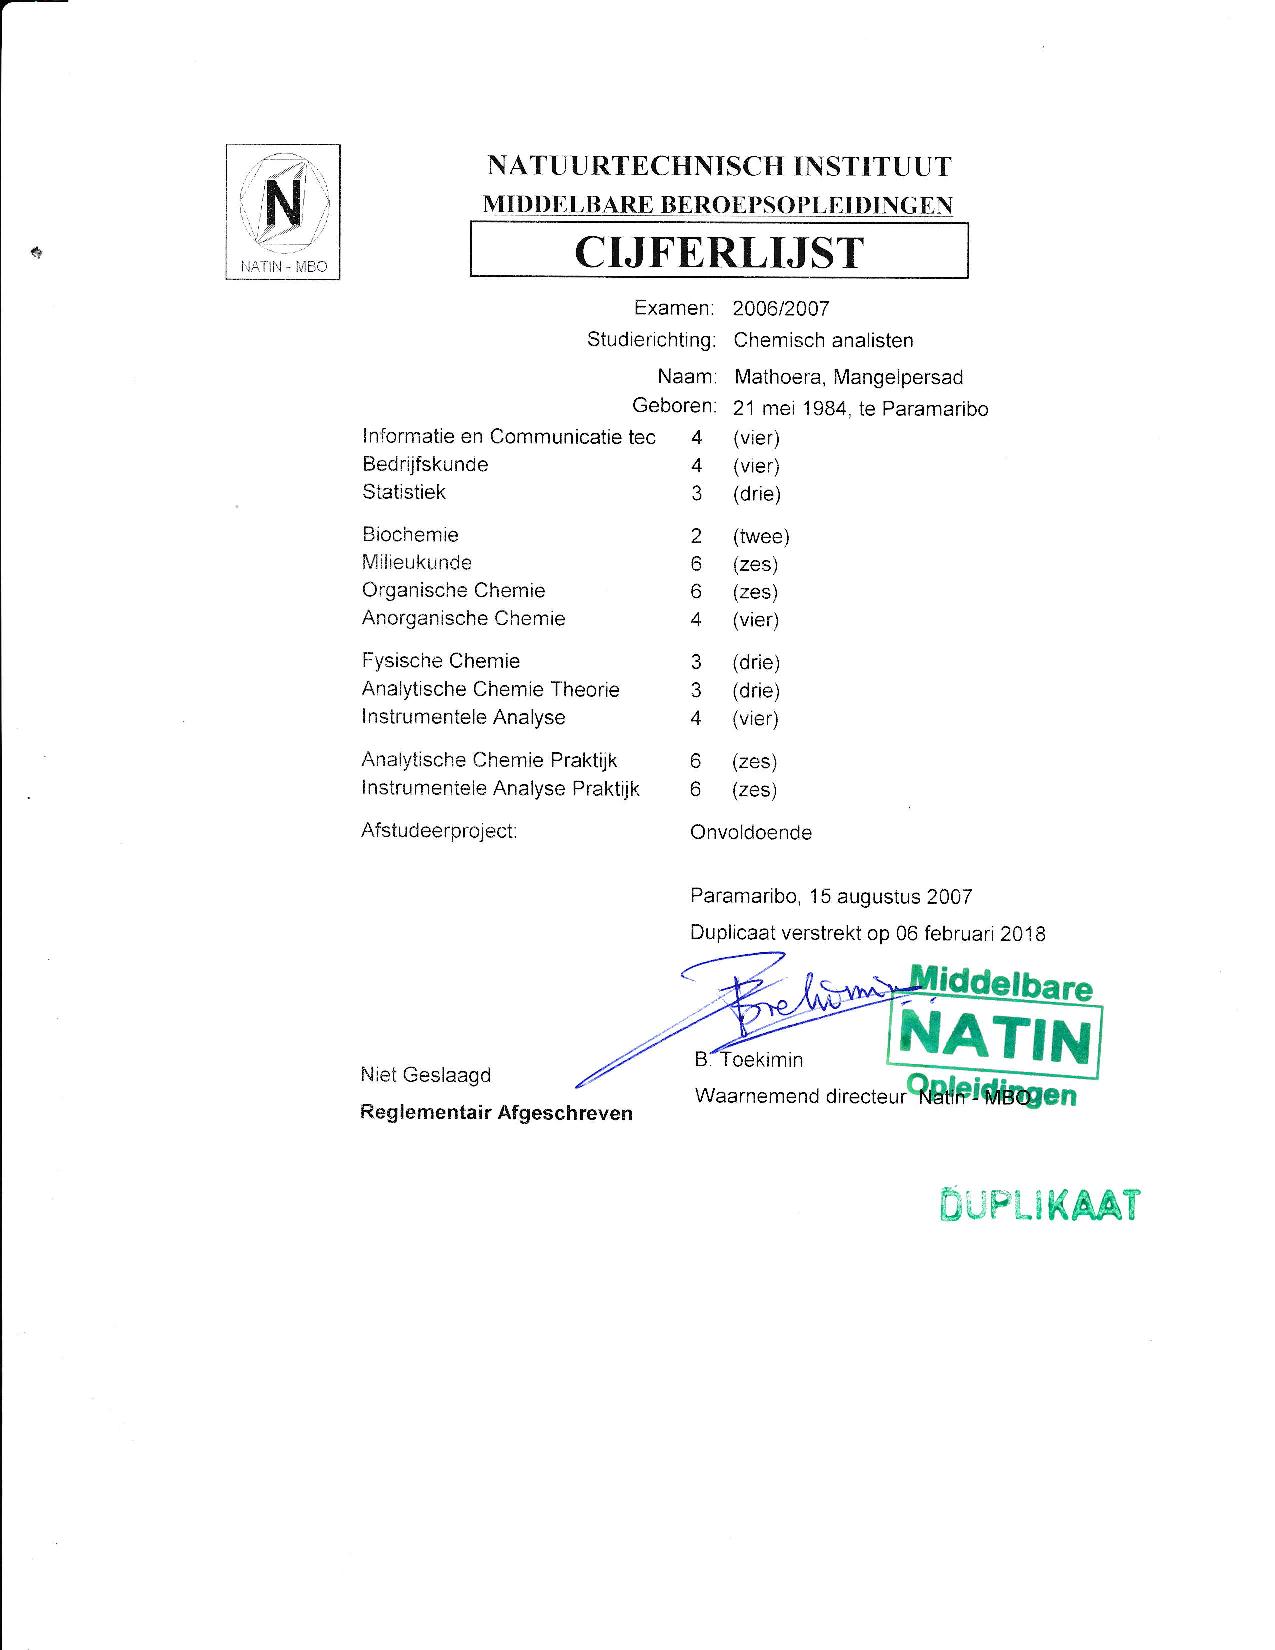 NATUURTECHNISCH INSTITUUT
MIDDELBARE BEROEPSOPLEIDINGEN
N
NATIN - MBO
CIJFERLIJST
Examen: 2006/2007
Studierichting: Chemisch analisten
Naam: Mathoera, Mangelpersad
Geboren: 21 mei 1984, te Paramaribo
Informatie en Communicatie tec 4 (vier)
Bedrijfskunde 4 (vier)
Statistiek 3 (drie)
Biochemie 2 (twee)
Milieukunde 6 (zes)
Organische Chemie 6 (zes)
Anorganische Chemie 4 (vier)
Fysische Chemie 3 (drie)
Analytische Chemie Theorie 3 (drie)
Instrumentele Analyse 4 (vier)
Analytische Chemie Praktijk 6 (zes)
Instrumentele Analyse Praktijk 6 (zes)
Afstudeerproject: Onvoldoende
Paramaribo, 15 augustus 2007
Duplicaat verstrekt op 06 februari 2018
Middelbare
NATIN
Opleidingen
B. Toekimin
Niet Geslaagd
Waarnemend directeur Natin - MBO
Reglementair Afgeschreven
DUPLIKAAT